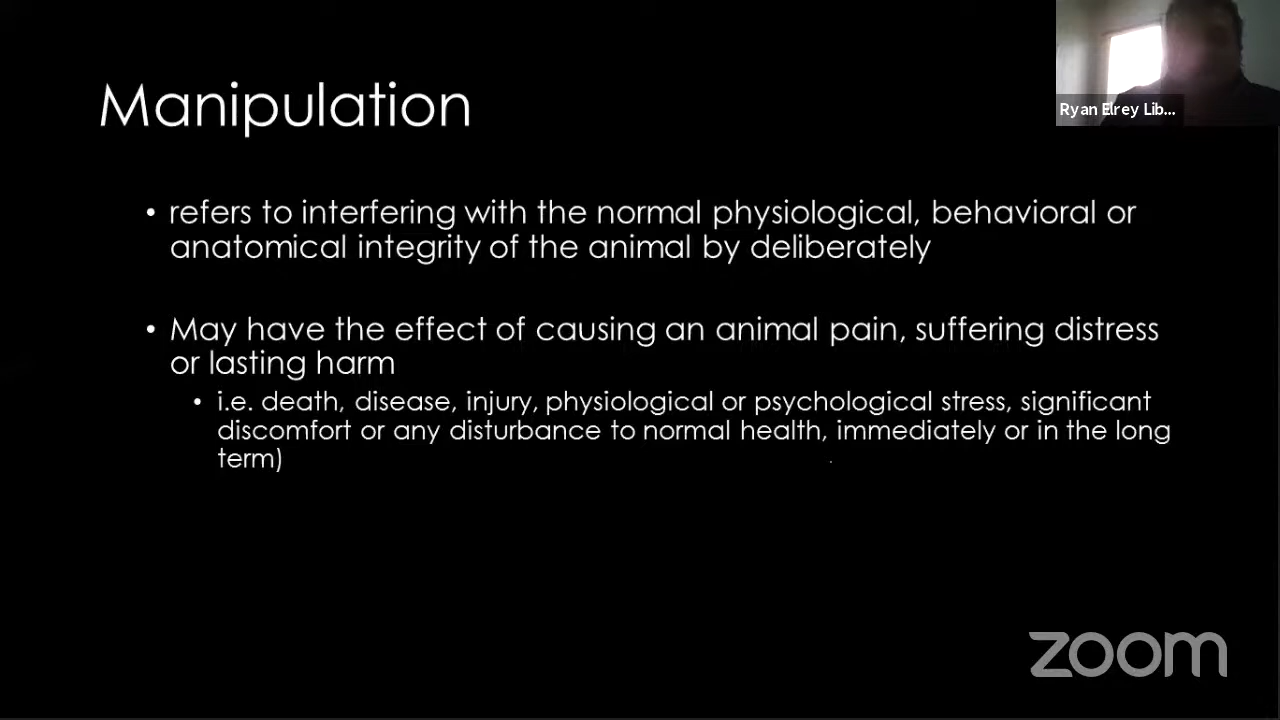 Manipulation
Ryan Elrey Lib...
• refers to interfering with the normal physiological, behavioral or
anatomical integrity of the animal by deliberately
• May have the effect of causing an animal pain, suffering distress
or lasting harm
• i.e. death, disease, injury, physiological or psychological stress, significant
discomfort or any disturbance to normal health, immediately or in the long
term)
zoom